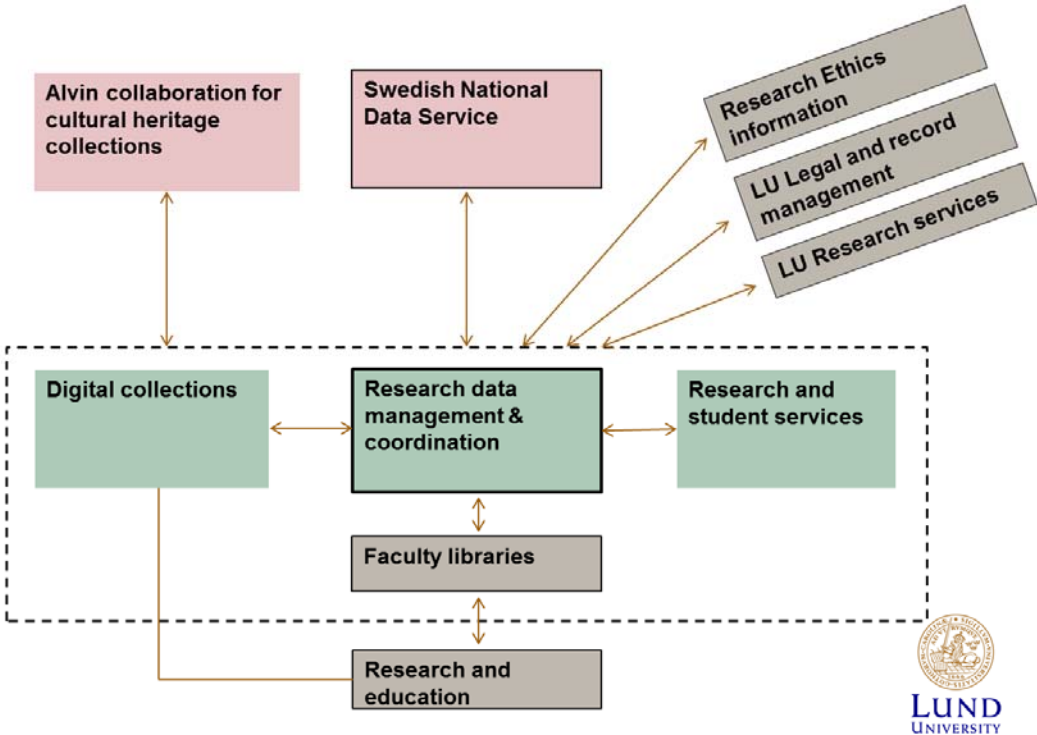 Alvin collaboration for
cultural heritage
collections
Swedish National
Data Service
Research Ethics
information
LU Legal and record
management
LU Research services
Digital collections
Research data
management &
coordination
Research and
student services
Faculty libraries
Research and
education
LUND
UNIVERSITY